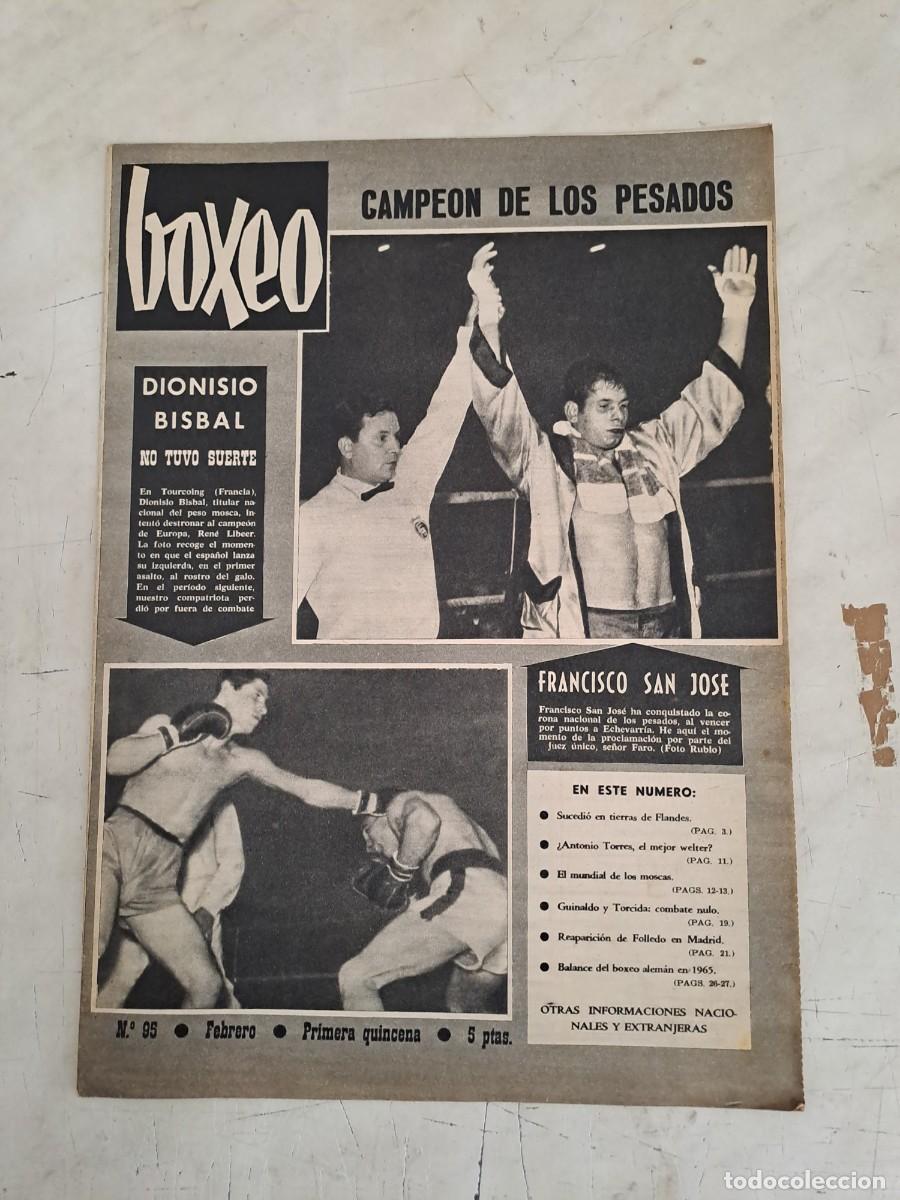 boxeo
CAMPEON DE LOS PESADOS
DIONISIO
BISBAL
NO TUVO SUERTE
En Tourcoing (Francia),
Dionisio Bisbal, titular na-
cional del peso mosca, in-
tentó destronar al campeón
de Europa, René Libeer.
La foto recoge el momen-
to en que el español lanza
su izquierda, en el primer
asalto, al rostro del galo.
En el período siguiente,
nuestro compatriota per-
dió por fuera de combate
FRANCISCO SAN JOSE
Francisco San José ha conquistado la co-
rona nacional de los pesados, al vencer
por puntos a Echevarría. He aquí el mo-
mento de la proclamación por parte del
juez único, señor Faro. (Foto Rubio)
EN ESTE NUMERO:
● Sucedió en tierras de Flandes.
(PAG. 3.)
● ¿Antonio Torres, el mejor welter?
(PAG. 11.)
● El mundial de los moscas.
(PAGS. 12-13.)
● Guinaldo y Torcida: combate nulo.
(PAG. 19.)
● Reaparición de Folledo en Madrid.
(PAG. 21.)
● Balance del boxeo alemán en 1965.
(PAGS. 26-27.)
OTRAS INFORMACIONES NACIO-
NALES Y EXTRANJERAS
N.º 95 ● Febrero ● Primera quincena ● 5 ptas.
todocoleccion